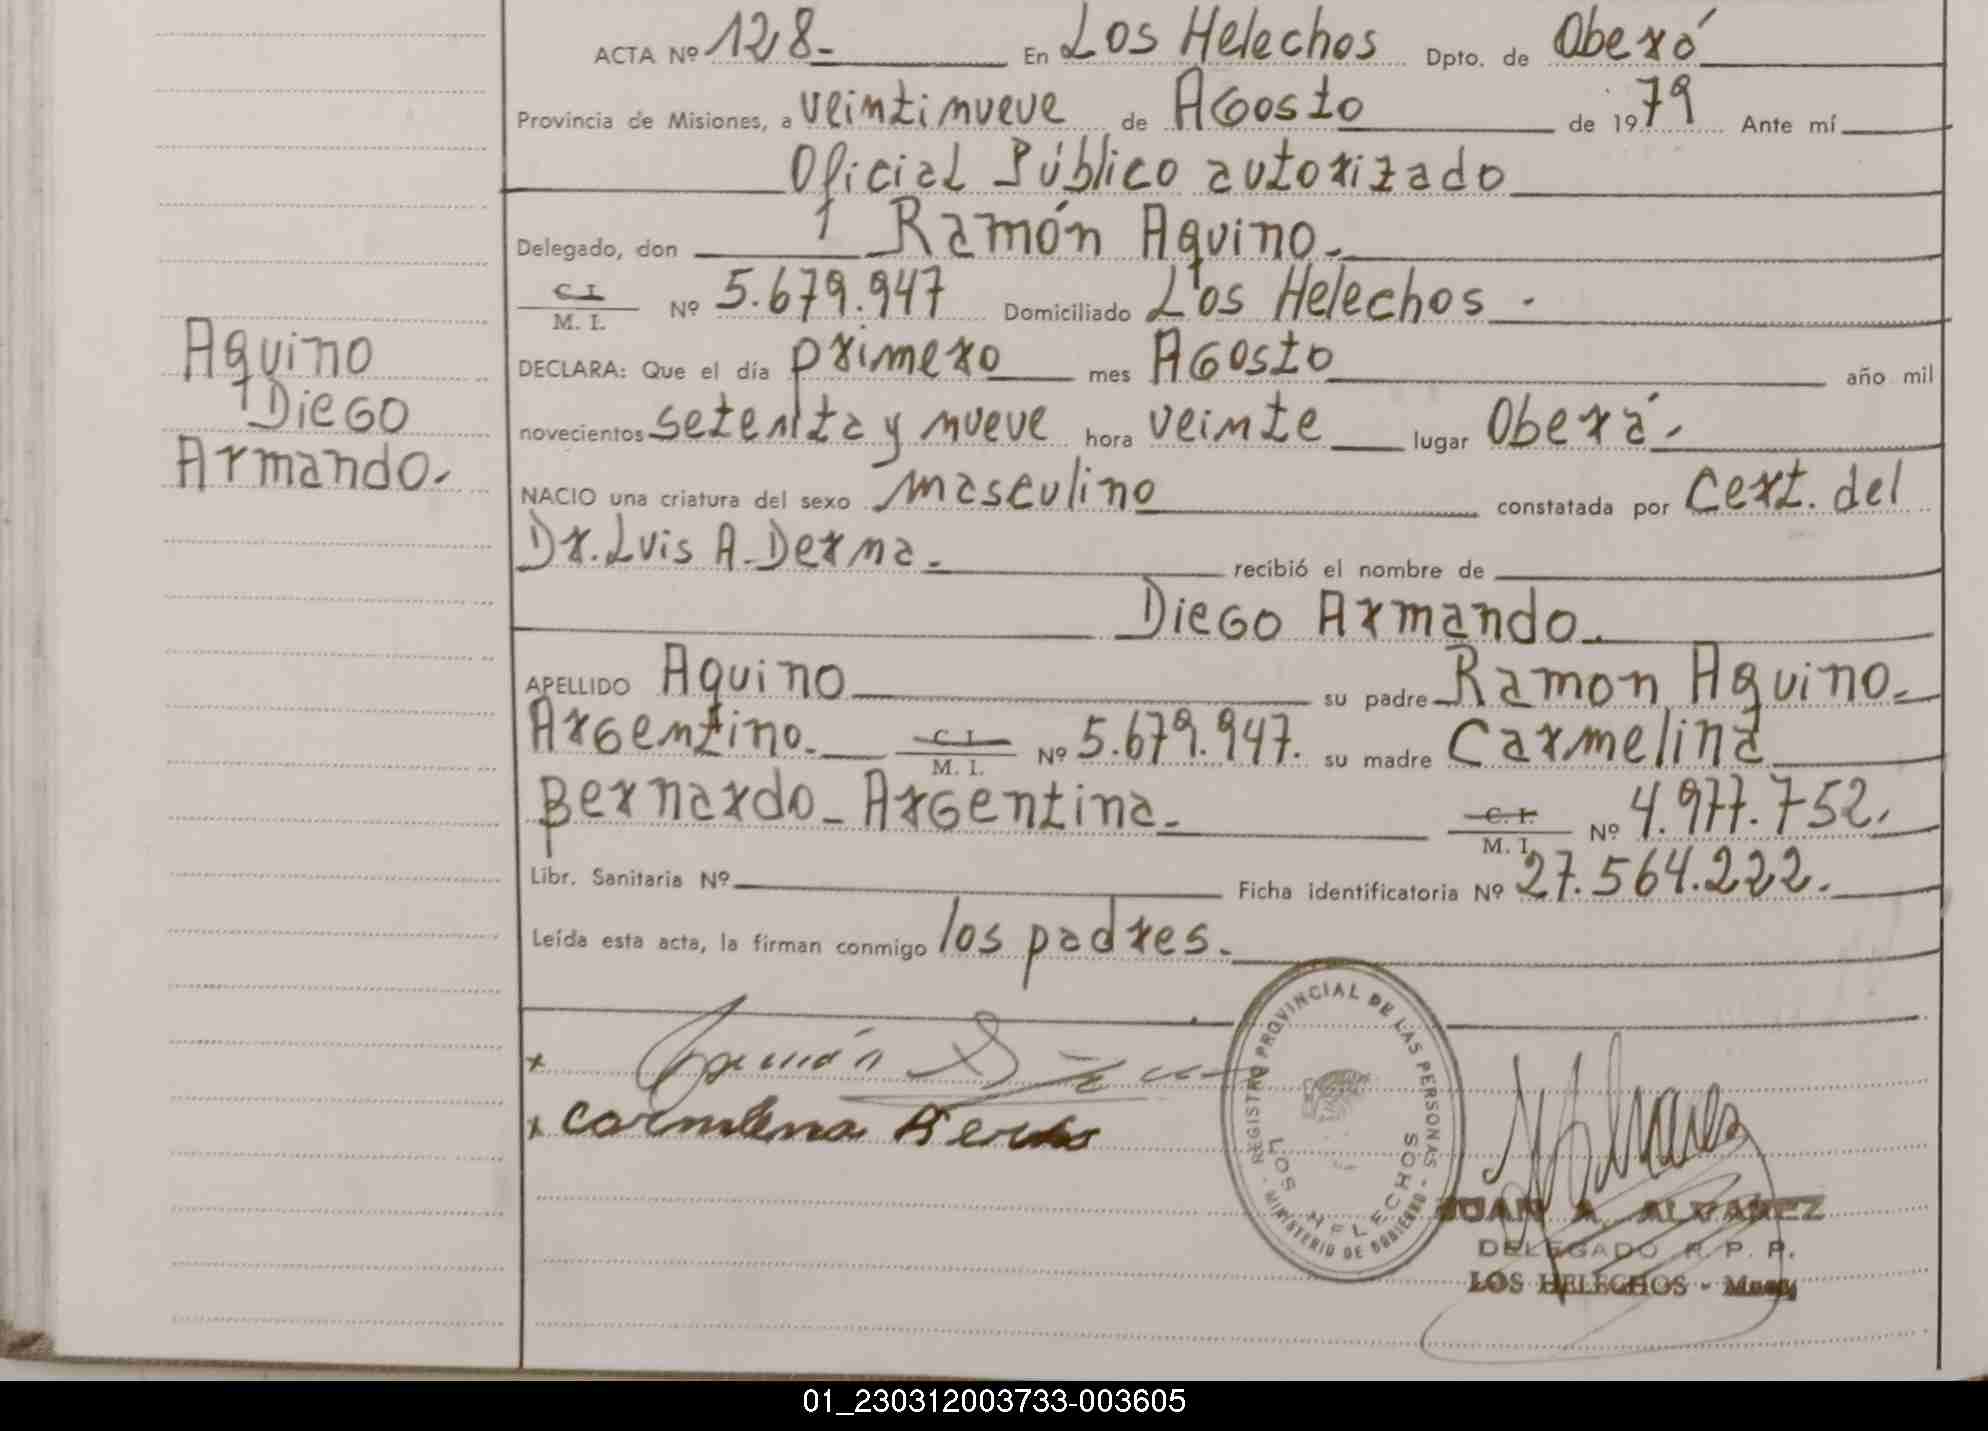 ACTA Nº 128- En Los Helechos Dpto. de Oberá
Provincia de Misiones, a veintinueve de Agosto de 1979 Ante mí
Oficial Público autorizado
Delegado, don Ramón Aquino.
C.I. M. I. Nº 5.679.947 Domiciliado Los Helechos.
DECLARA: Que el día primero mes Agosto año mil
novecientos setenta y nueve hora veinte lugar Oberá.
NACIO una criatura del sexo masculino constatada por Cert. del
Dr. Luis A. Derna. recibió el nombre de
Diego Armando.
APELLIDO Aquino su padre Ramon Aquino.
Argentino. C.I. M. I. Nº 5.679.947. su madre Carmelina
Bernardo- Argentina. C.I. M. I. Nº 4.977.752.
Libr. Sanitaria Nº Ficha identificatoria Nº 27.564.222.
Leída esta acta, la firman conmigo los padres.
Aquino
Diego
Armando.
x Ramón
x Carmelina
REGISTRO PROVINCIAL DE LAS PERSONAS - MINISTERIO DE GOBIERNO -
LOS HELECHOS
JUAN A. ALVAREZ
DELEGADO R. P. P.
LOS HELECHOS -
01_230312003733-003605